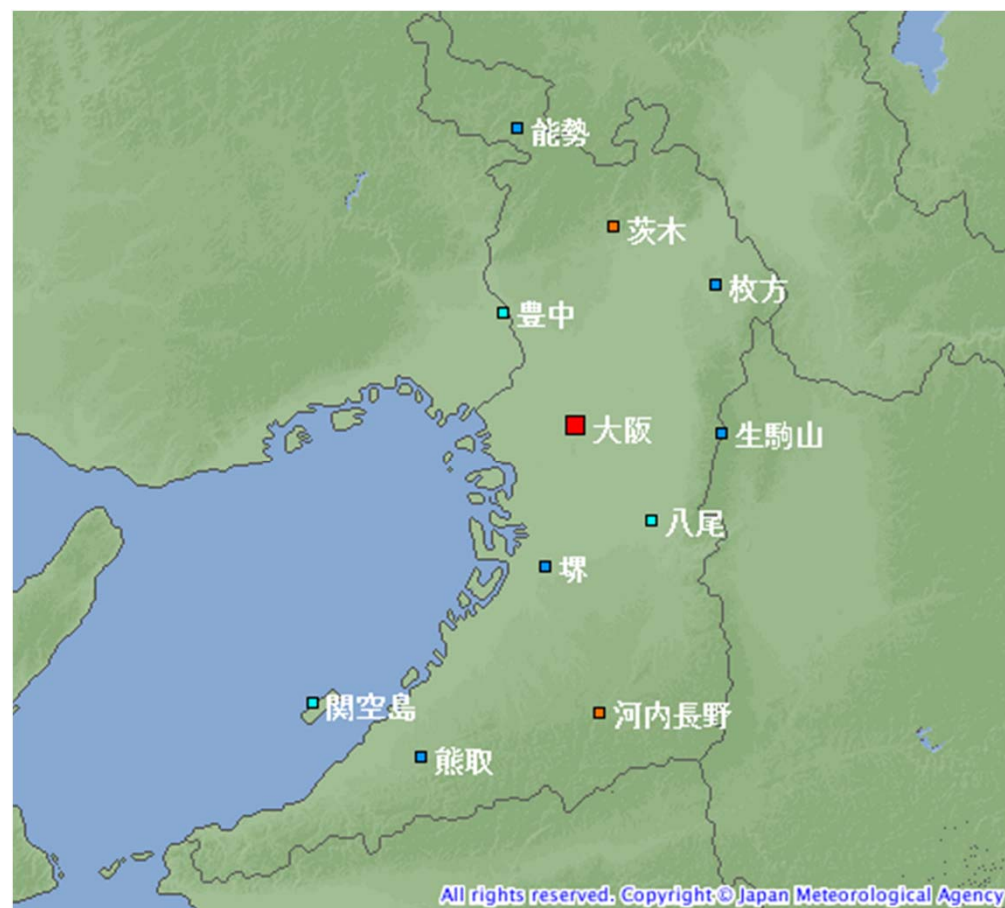 能勢
茨木
枚方
豊中
大阪
生駒山
八尾
堺
関空島
河内長野
熊取
All rights reserved. Copyright © Japan Meteorological Agency